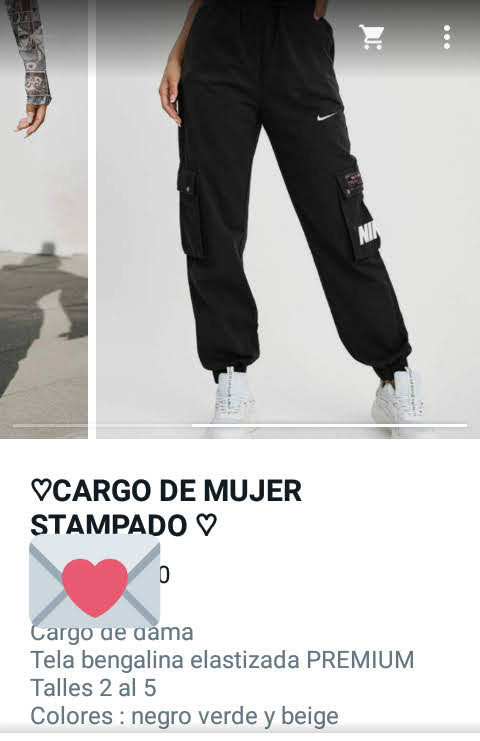 ♡CARGO DE MUJER
STAMPADO ♡
0
Cargo de dama
Tela bengalina elastizada PREMIUM
Talles 2 al 5
Colores : negro verde y beige